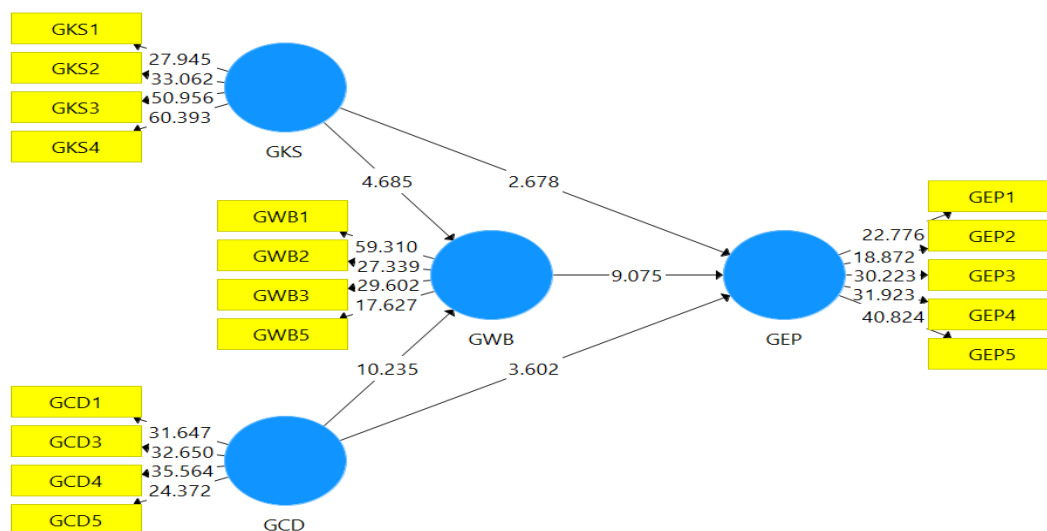 GKS1
GKS2
GKS3
GKS4
27.945
33.062
50.956
60.393
GKS
4.685
2.678
GWB1
GWB2
GWB3
GWB5
59.310
27.339
29.602
17.627
GWB
9.075
GEP
GEP1
GEP2
GEP3
GEP4
GEP5
22.776
18.872
30.223
31.923
40.824
10.235
3.602
GCD1
GCD3
GCD4
GCD5
31.647
32.650
35.564
24.372
GCD